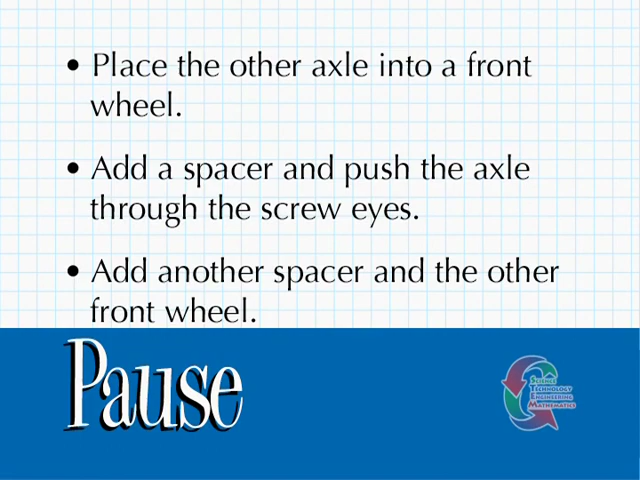 • Place the other axle into a front
wheel.
• Add a spacer and push the axle
through the screw eyes.
• Add another spacer and the other
front wheel.
Pause
Science
Technology
Engineering
Mathematics